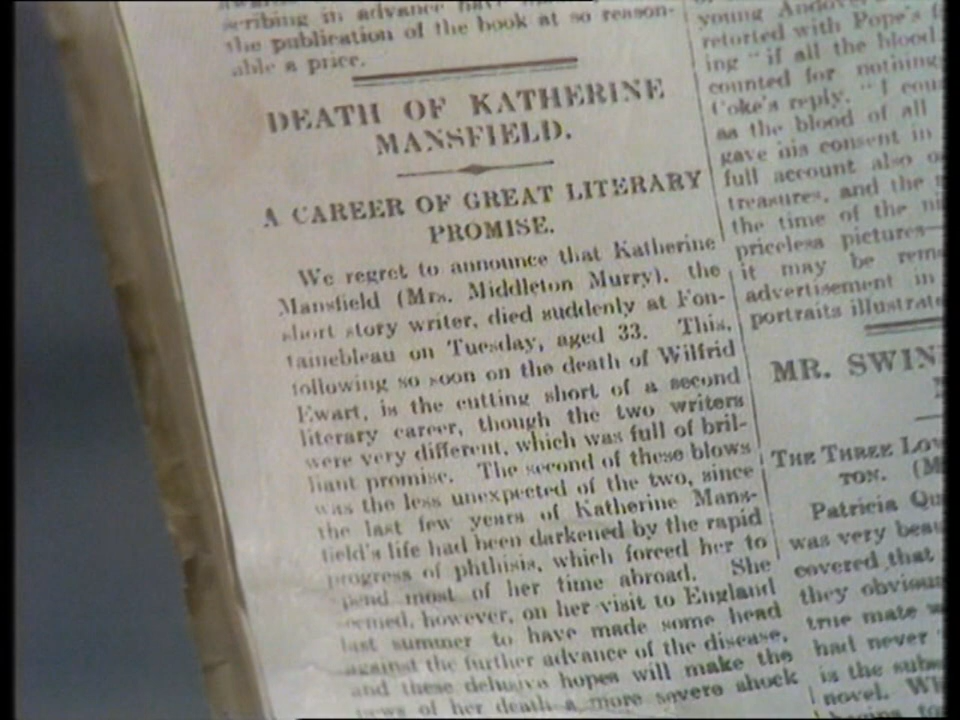 scribing in advance have
the publication of the book at so reason-
able a price.
DEATH OF KATHERINE
MANSFIELD.
A CAREER OF GREAT LITERARY
PROMISE.
We regret to announce that Katherine
Mansfield (Mrs. Middleton Murry), the
short story writer, died suddenly at Fon-
tainebleau on Tuesday, aged 33. This,
following so soon on the death of Wilfrid
Ewart, is the cutting short of a second
literary career, though the two writers
were very different, which was full of bril-
liant promise. The second of these blows
was the less unexpected of the two, since
the last few years of Katherine Mans-
field's life had been darkened by the rapid
progress of phthisis, which forced her to
spend most of her time abroad. She
seemed, however, on her visit to England
last summer to have made some head
against the further advance of the disease,
and these delusive hopes will make the
news of her death a more severe shock
young
retorted with Pope's
ing "if all the blood
counted for nothing
Coke's reply. "I
as the blood of all
gave his consent in
full account also
treasures, and the
the time of the
priceless pictures—
it may be
advertisement in
portraits
MR. SWIN
THE THREE
TON. (M
Patricia
was very
covered that
they
true mate
had never
is the
novel.